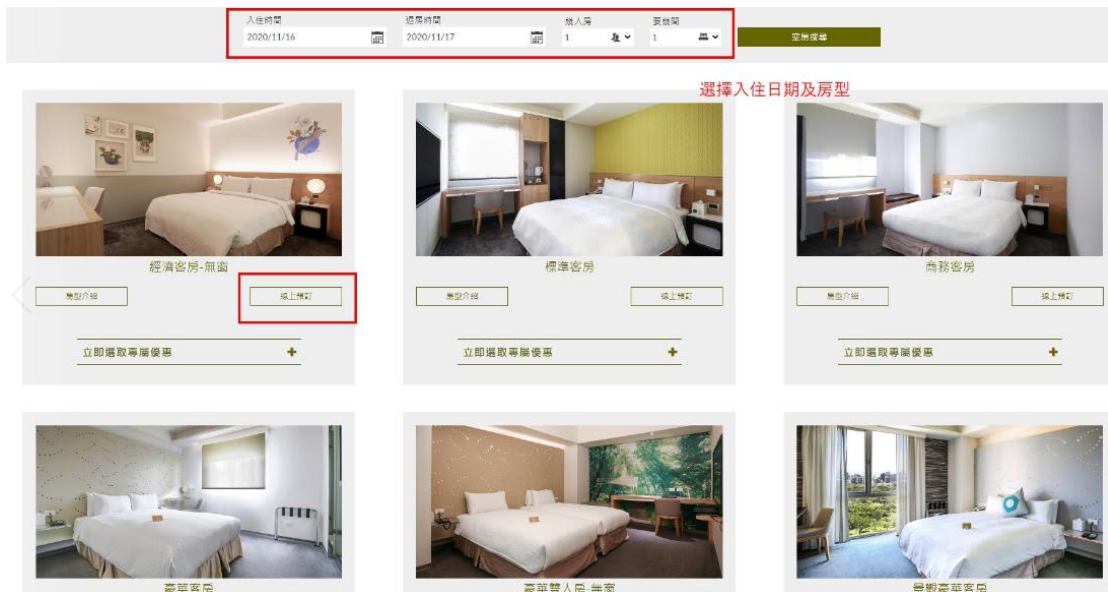 入住時間 退房時間 幾人房 要幾間
2020/11/16 2020/11/17 1 1 空房搜尋
選擇入住日期及房型
經濟客房-無窗 標準客房 商務客房
房型介紹 線上預訂 房型介紹 線上預訂 房型介紹 線上預訂
立即選取專屬優惠 + 立即選取專屬優惠 + 立即選取專屬優惠 +
豪華客房 豪華雙人房-無窗 景觀豪華客房